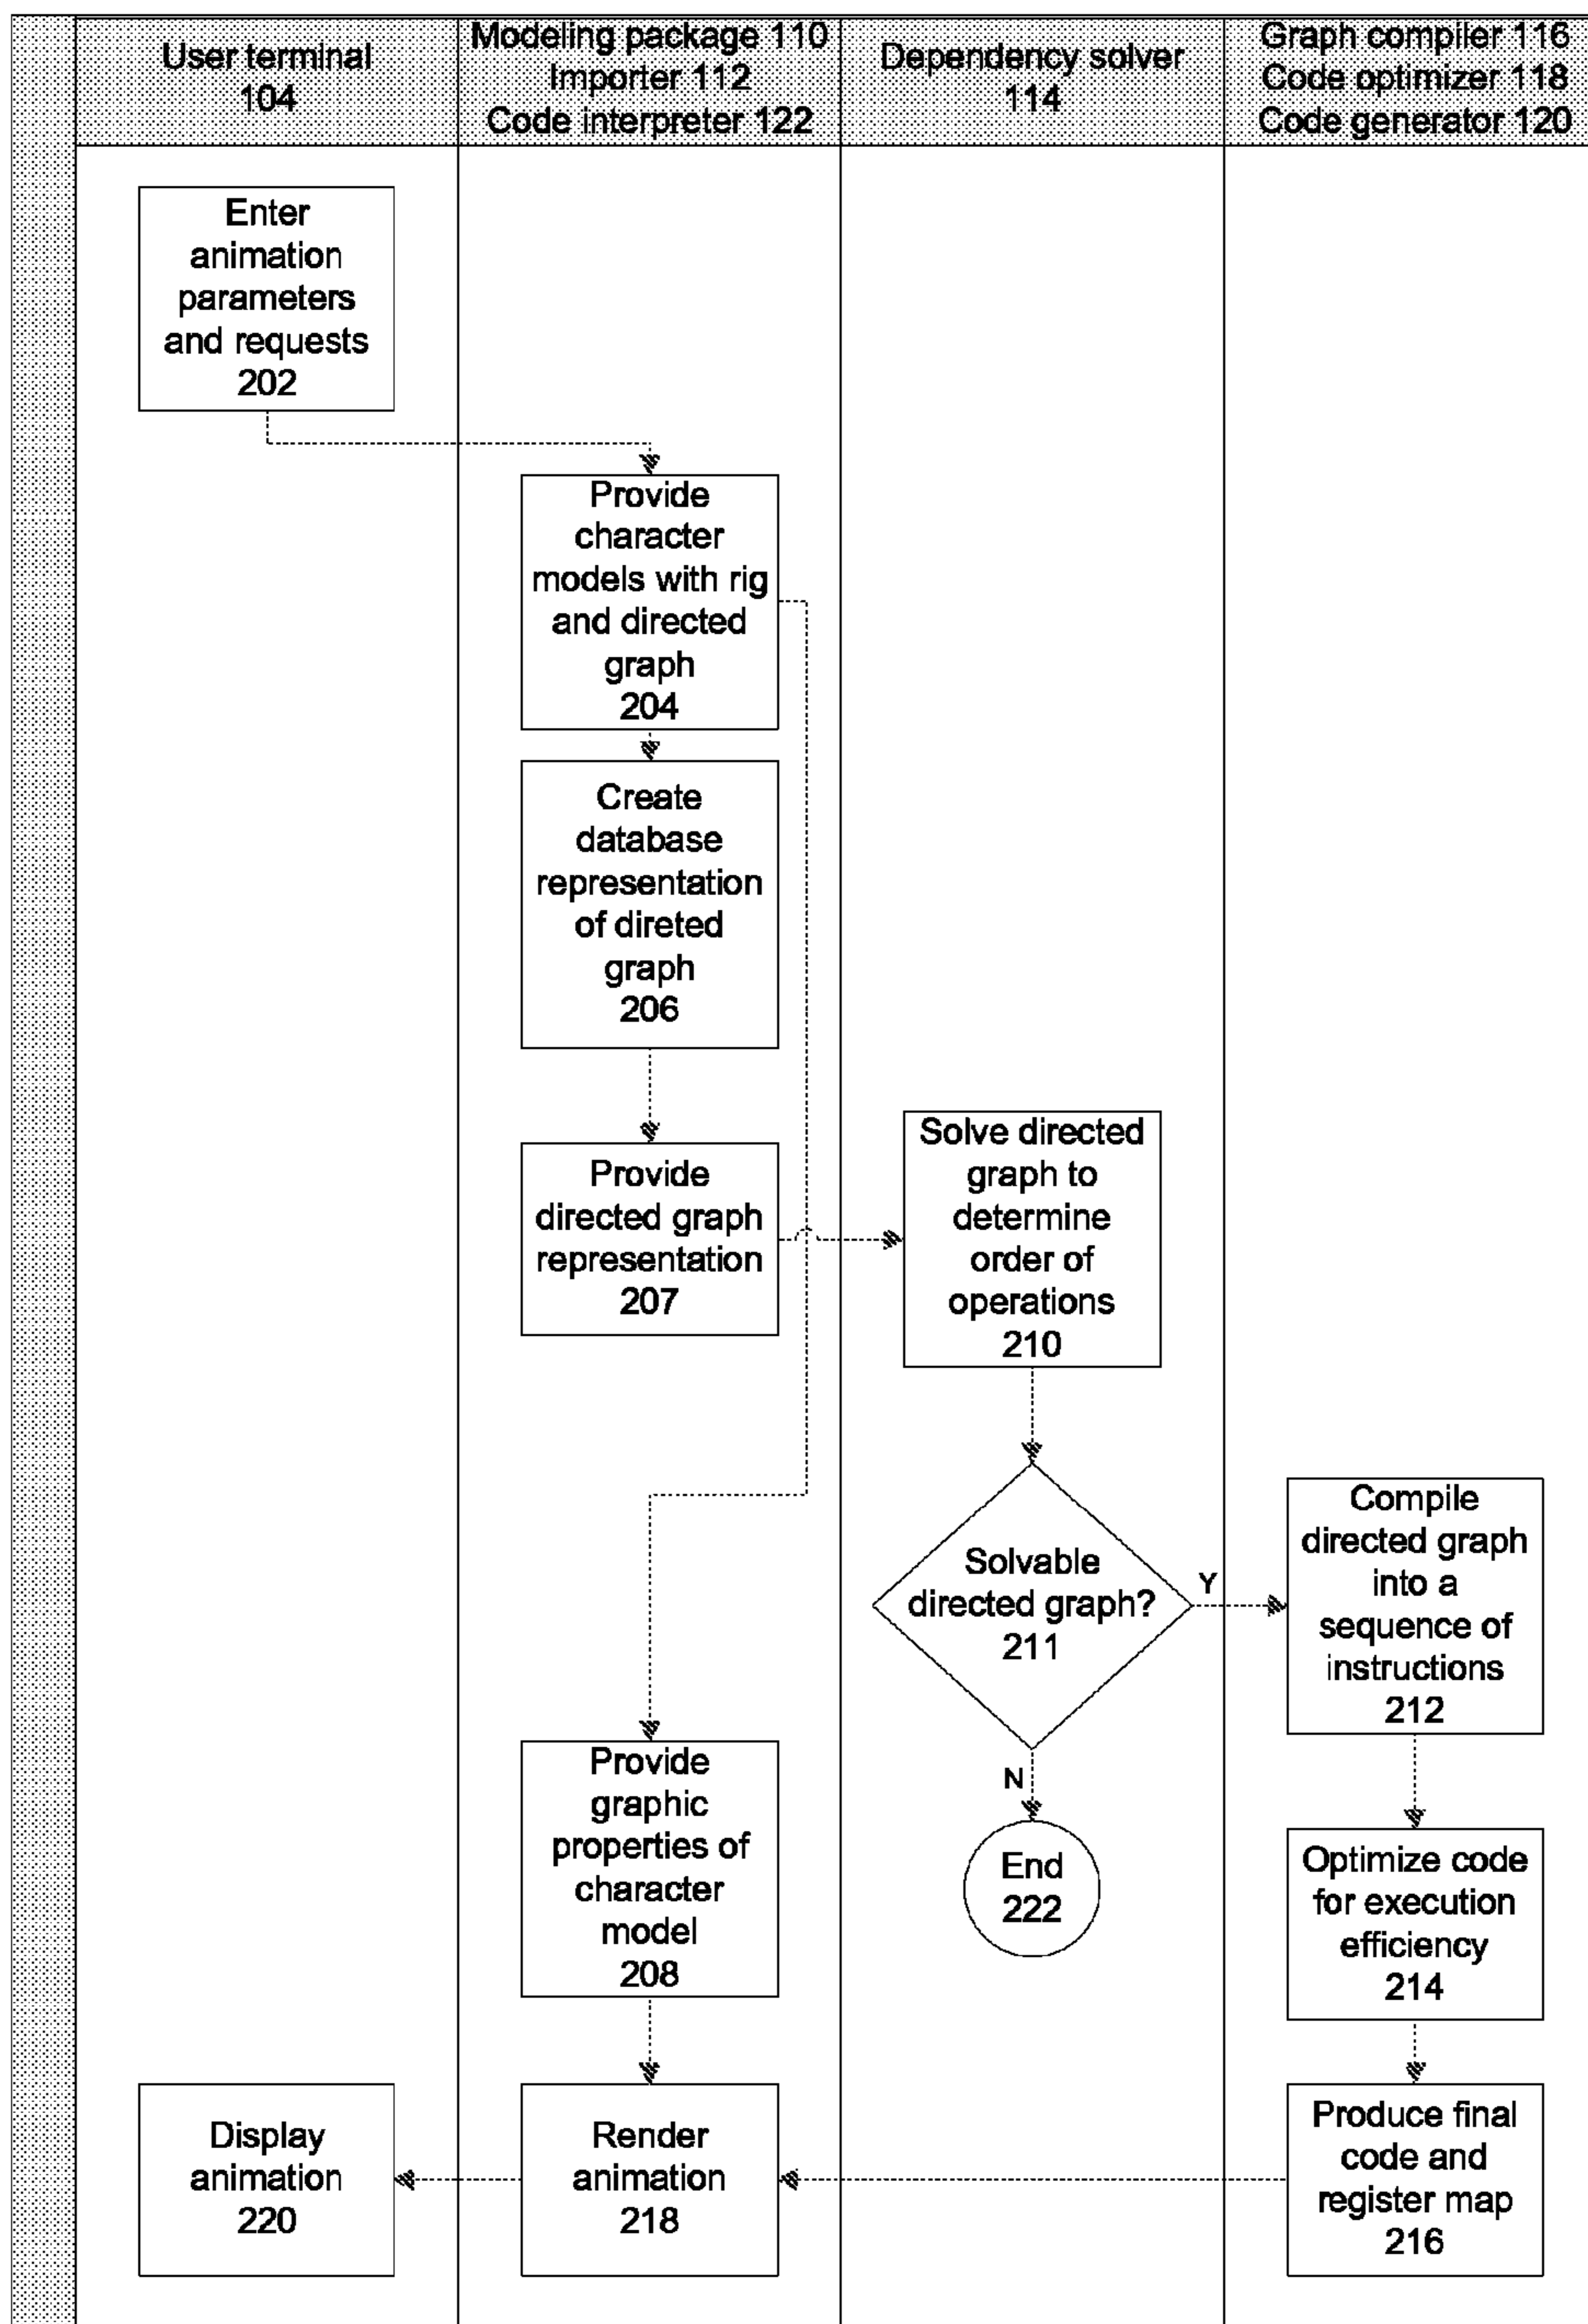 User terminal
104
Modeling package 110
Importer 112
Code interpreter 122
Dependency solver
114
Graph compiler 116
Code optimizer 118
Code generator 120
Enter
animation
parameters
and requests
202
Provide
character
models with rig
and directed
graph
204
Create
database
representation
of direted
graph
206
Provide
directed graph
representation
207
Solve directed
graph to
determine
order of
operations
210
Solvable
directed graph?
211
Y
N
End
222
Compile
directed graph
into a
sequence of
instructions
212
Optimize code
for execution
efficiency
214
Produce final
code and
register map
216
Provide
graphic
properties of
character
model
208
Render
animation
218
Display
animation
220